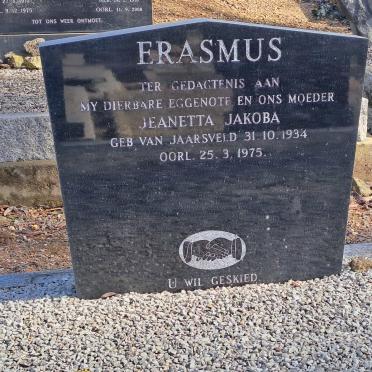 TOT ONS WEER ONTMOET.
ERASMUS
TER GEDAGTENIS AAN
MY DIERBARE EGGENOTE EN ONS MOEDER
JEANETTA JAKOBA
GEB VAN JAARSVELD 31.10.1934
OORL. 25.3.1975.
U WIL GESKIED